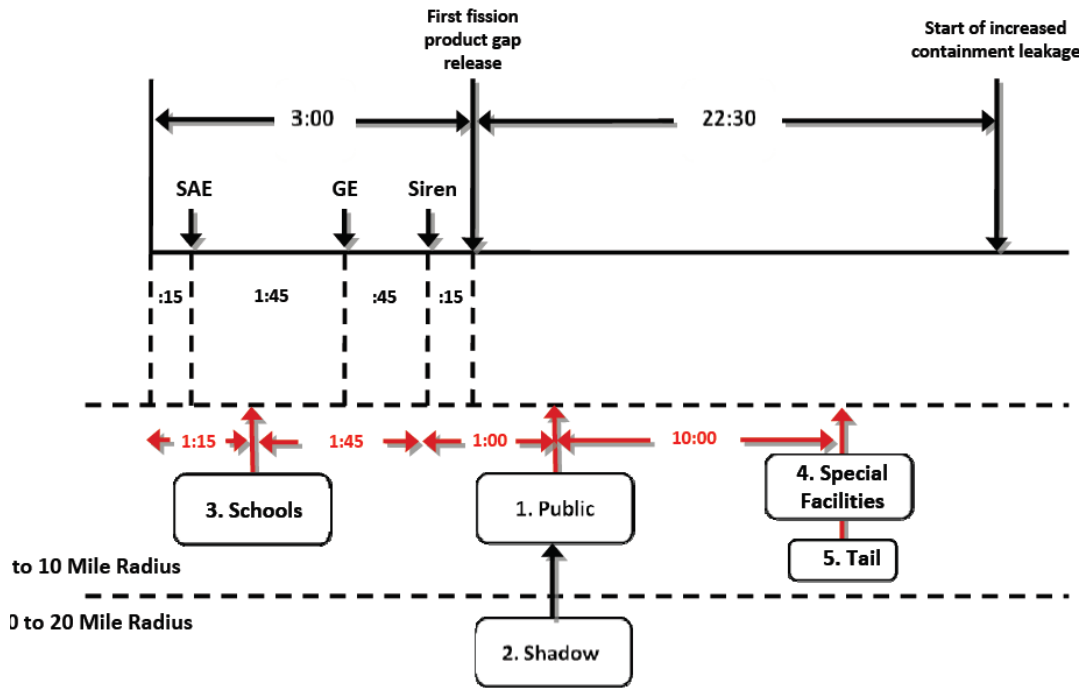 First fission
product gap
release
Start of increased
containment leakage
3:00
22:30
SAE
GE
Siren
:15
1:45
:45
:15
1:15
1:45
1:00
10:00
3. Schools
1. Public
4. Special
Facilities
5. Tail
to 10 Mile Radius
0 to 20 Mile Radius
2. Shadow